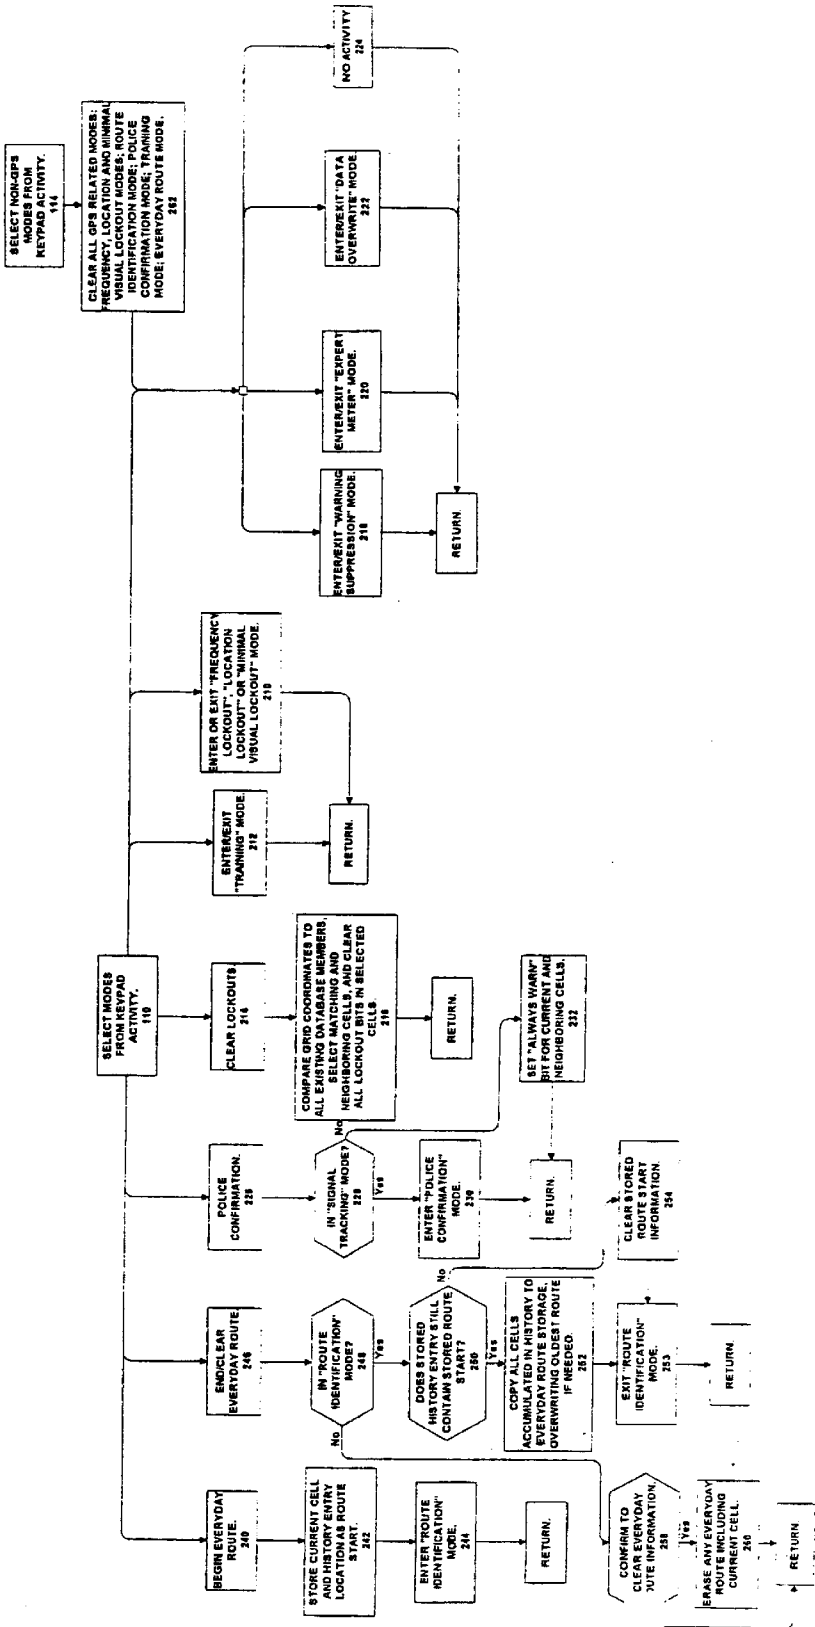 SELECT NON-GPS
MODES FROM
KEYPAD ACTIVITY.
114
CLEAR ALL GPS RELATED MODES:
FREQUENCY, LOCATION AND MINIMAL
VISUAL LOCKOUT MODES; ROUTE
IDENTIFICATION MODE; POLICE
CONFIRMATION MODE; TRAINING
MODE; EVERYDAY ROUTE MODE.
262
NO ACTIVITY
224
ENTER/EXIT "DATA
OVERWRITE" MODE.
222
ENTER/EXIT "EXPERT
METER" MODE.
220
ENTER/EXIT "WARNING
SUPPRESSION" MODE.
218
RETURN.
ENTER OR EXIT "FREQUENCY
LOCKOUT", "LOCATION
LOCKOUT" OR "MINIMAL
VISUAL LOCKOUT" MODE.
210
ENTER/EXIT
"TRAINING" MODE.
212
RETURN.
SELECT MODES
FROM KEYPAD
ACTIVITY.
110
CLEAR LOCKOUTS.
214
COMPARE GRID COORDINATES TO
ALL EXISTING DATABASE MEMBERS,
SELECT MATCHING AND
NEIGHBORING CELLS, AND CLEAR
ALL LOCKOUT BITS IN SELECTED
CELLS.
216
RETURN.
POLICE
CONFIRMATION.
226
IN "SIGNAL
TRACKING" MODE?
228
No
Yes
SET "ALWAYS WARN"
BIT FOR CURRENT AND
NEIGHBORING CELLS.
232
ENTER "POLICE
CONFIRMATION"
MODE.
230
RETURN.
END/CLEAR
EVERYDAY ROUTE.
246
IN "ROUTE
IDENTIFICATION"
MODE?
248
No
Yes
DOES STORED
HISTORY ENTRY STILL
CONTAIN STORED ROUTE
START?
250
No
Yes
CLEAR STORED
ROUTE START
INFORMATION.
254
COPY ALL CELLS
ACCUMULATED IN HISTORY TO
EVERYDAY ROUTE STORAGE,
OVERWRITING OLDEST ROUTE
IF NEEDED.
252
EXIT "ROUTE
IDENTIFICATION"
MODE.
253
RETURN.
BEGIN EVERYDAY
ROUTE.
240
STORE CURRENT CELL
AND HISTORY ENTRY
LOCATION AS ROUTE
START.
242
ENTER "ROUTE
IDENTIFICATION"
MODE.
244
RETURN.
CONFIRM TO
CLEAR EVERYDAY
OUTE INFORMATION.
258
Yes
ERASE ANY EVERYDAY
ROUTE INCLUDING
CURRENT CELL.
260
RETURN.